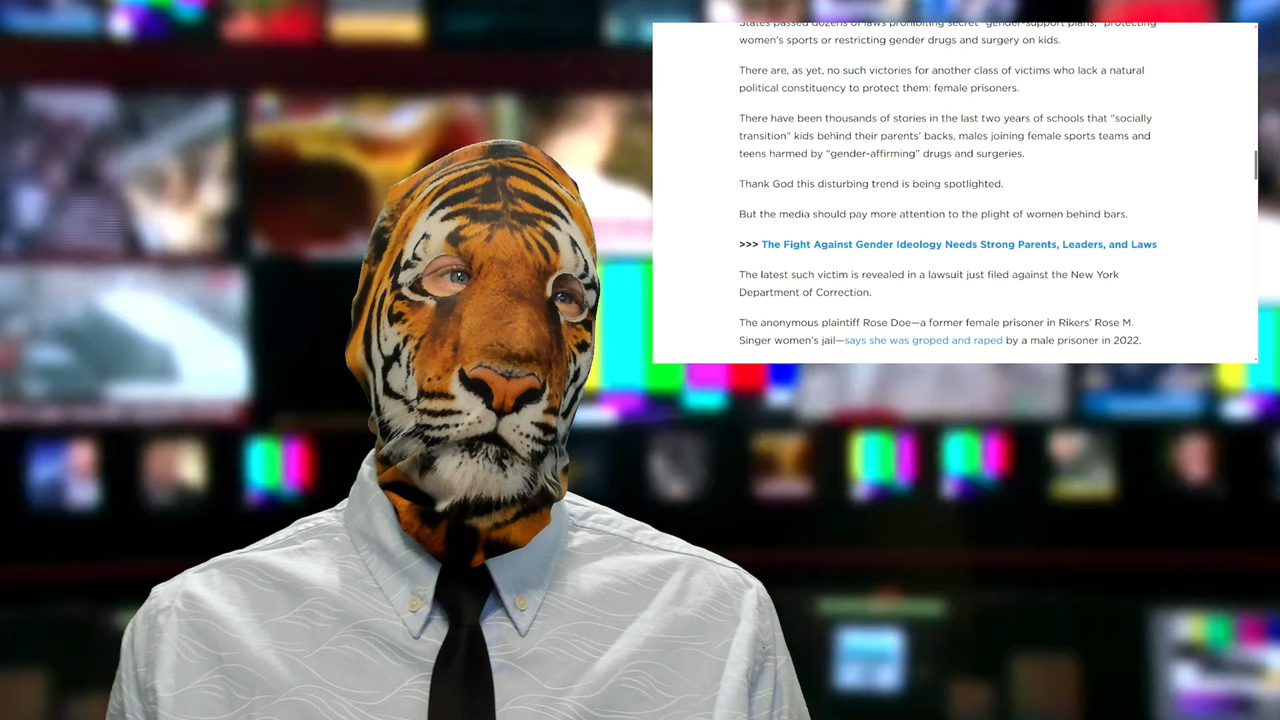 States passed dozens of laws prohibiting secret "gender-support plans," protecting
women's sports or restricting gender drugs and surgery on kids.
There are, as yet, no such victories for another class of victims who lack a natural
political constituency to protect them: female prisoners.
There have been thousands of stories in the last two years of schools that "socially
transition" kids behind their parents' backs, males joining female sports teams and
teens harmed by "gender-affirming" drugs and surgeries.
Thank God this disturbing trend is being spotlighted.
But the media should pay more attention to the plight of women behind bars.
>>> The Fight Against Gender Ideology Needs Strong Parents, Leaders, and Laws
The latest such victim is revealed in a lawsuit just filed against the New York
Department of Correction.
The anonymous plaintiff Rose Doe—a former female prisoner in Rikers' Rose M.
Singer women's jail—says she was groped and raped by a male prisoner in 2022.